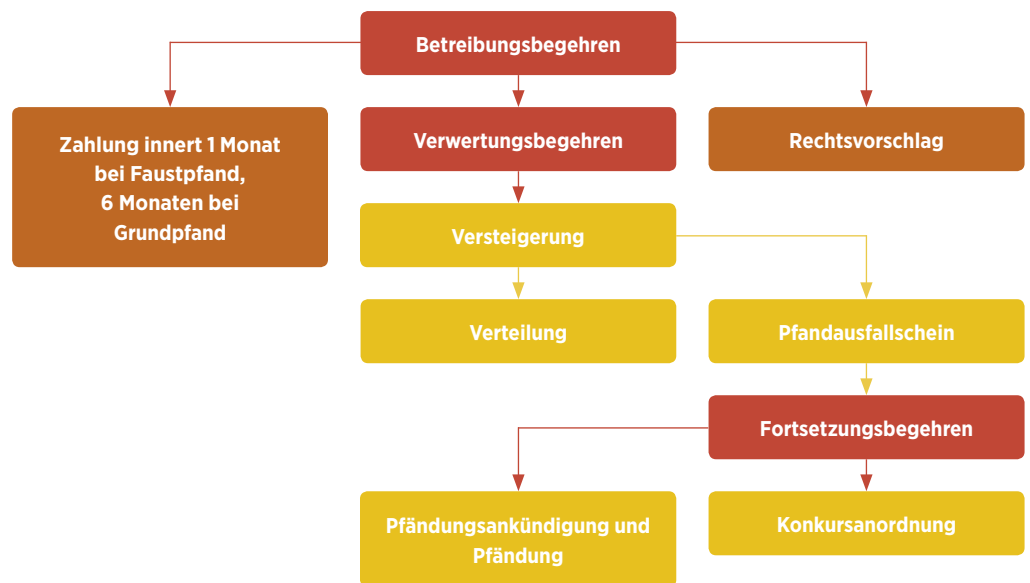 Betreibungsbegehren
Zahlung innert 1 Monat
bei Faustpfand,
6 Monaten bei
Grundpfand
Verwertungsbegehren
Rechtsvorschlag
Versteigerung
Verteilung
Pfandausfallschein
Fortsetzungsbegehren
Pfändungsankündigung und
Pfändung
Konkursanordnung